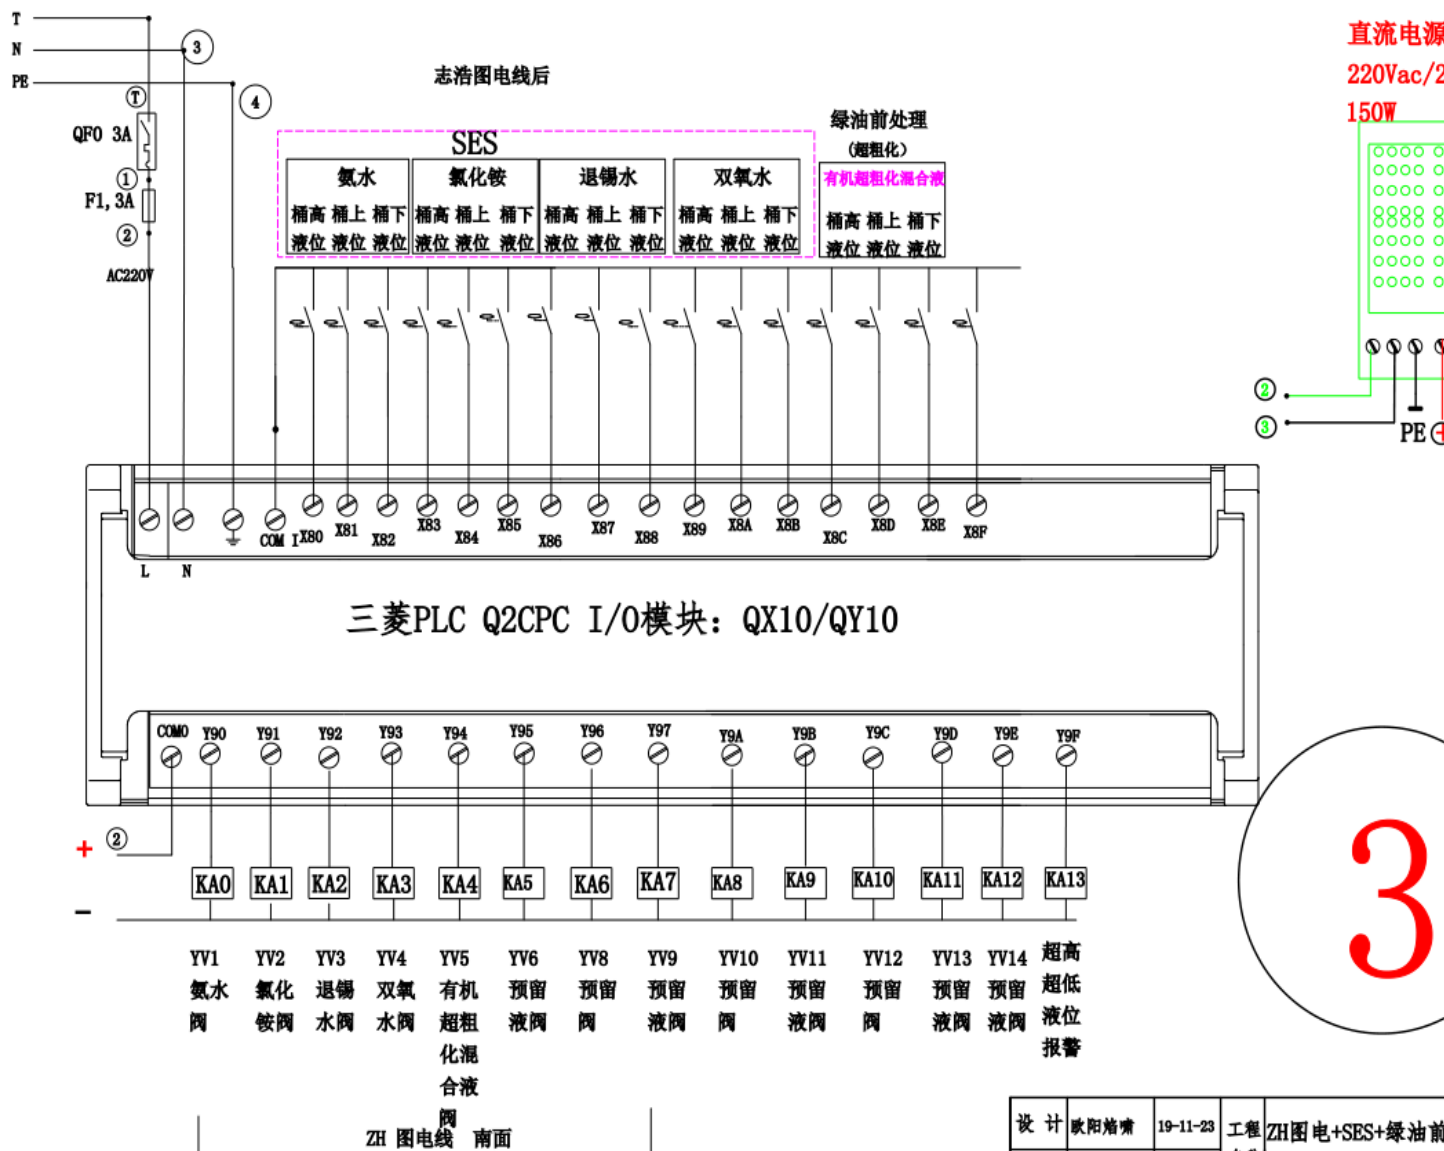 T
N
PE
3
4
T
QF0 3A
1
F1,3A
2
AC220V
志浩图电线后
SES
氨水
氯化铵
退锡水
双氧水
桶高 桶上 桶下
液位 液位 液位
桶高 桶上 桶下
液位 液位 液位
桶高 桶上 桶下
液位 液位 液位
桶高 桶上 桶下
液位 液位 液位
绿油前处理
(超粗化)
有机超粗化混合液
桶高 桶上 桶下
液位 液位 液位
直流电源
220Vac/2
150W
2
3
PE +
L
N
COM I
X80 X81 X82 X83 X84 X85 X86 X87 X88 X89 X8A X8B X8C X8D X8E X8F
三菱PLC Q2CPC I/O模块: QX10/QY10
COM0 Y90 Y91 Y92 Y93 Y94 Y95 Y96 Y97 Y9A Y9B Y9C Y9D Y9E Y9F
+
2
KA0 KA1 KA2 KA3 KA4 KA5 KA6 KA7 KA8 KA9 KA10 KA11 KA12 KA13
-
YV1
氨水
阀
YV2
氯化
铵阀
YV3
退锡
水阀
YV4
双氧
水阀
YV5
有机
超粗
化混
合液
阀
YV6
预留
液阀
YV8
预留
阀
YV9
预留
液阀
YV10
预留
阀
YV11
预留
液阀
YV12
预留
阀
YV13
预留
液阀
YV14
预留
液阀
超高
超低
液位
报警
3
ZH 图电线 南面
设 计 欧阳焰啸 19-11-23 工程 ZH图电+SES+绿油前